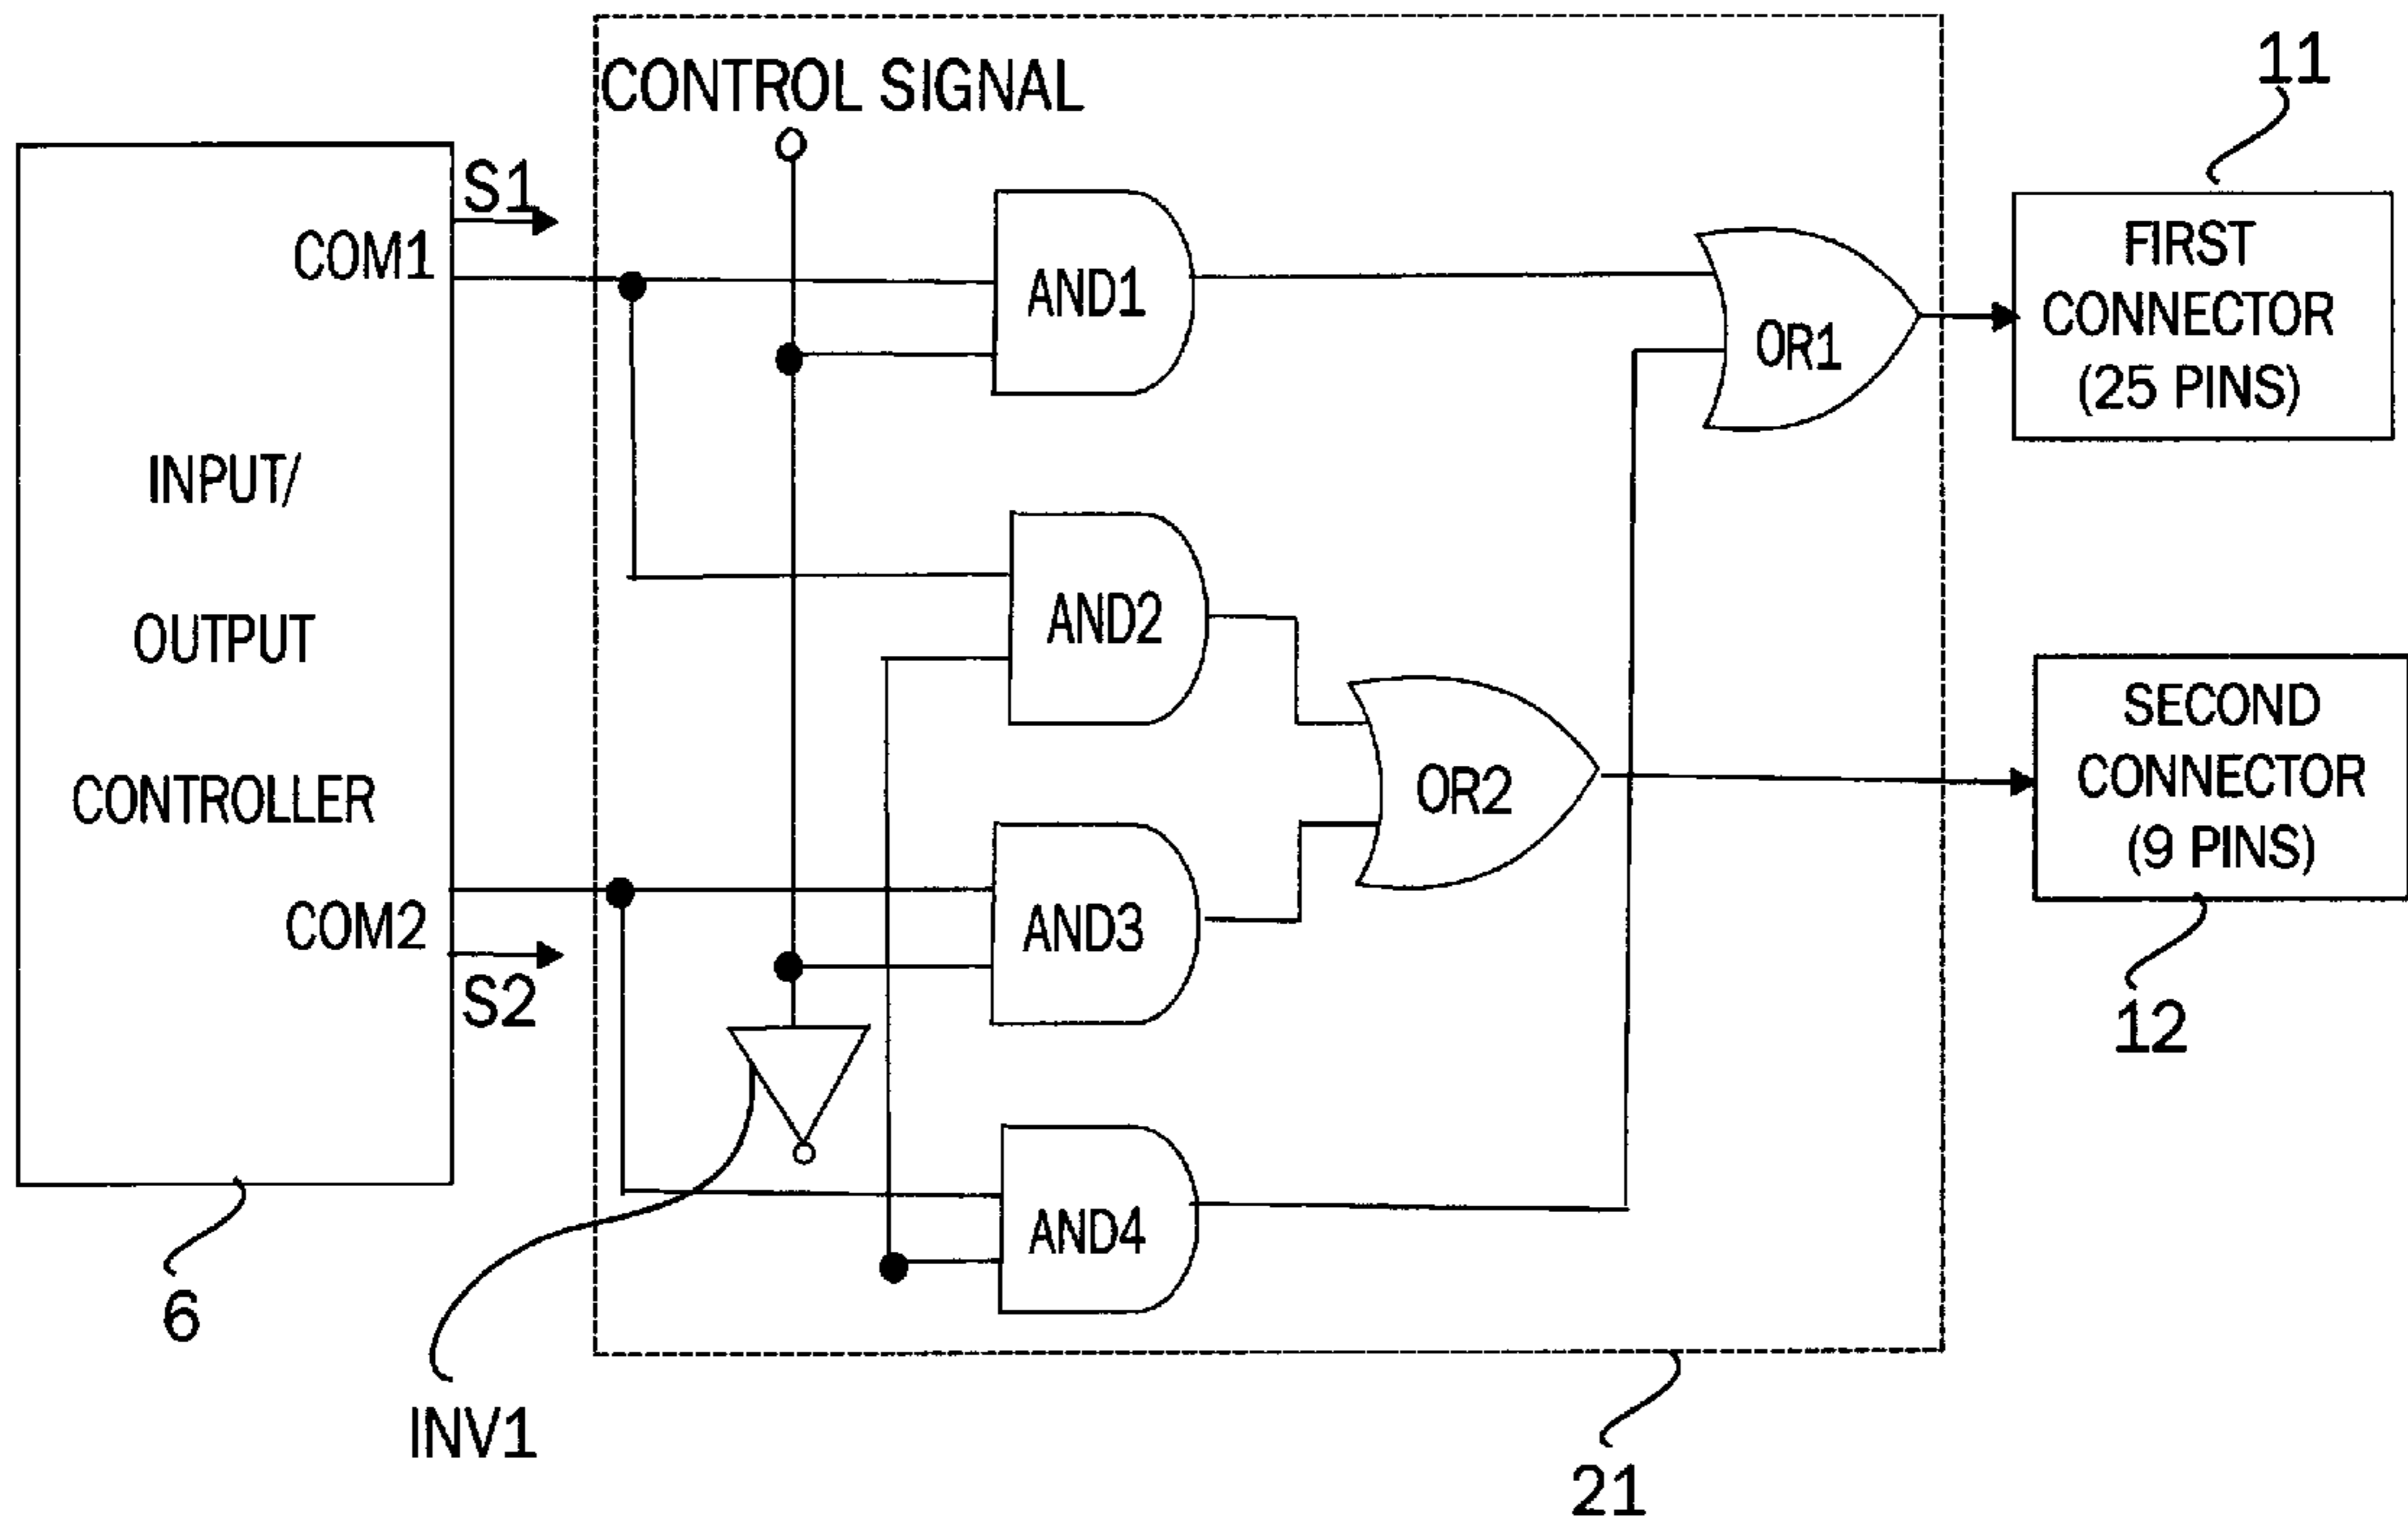 CONTROL SIGNAL
11
S1
COM1
AND1
FIRST
CONNECTOR
(25 PINS)
OR1
INPUT/
OUTPUT
CONTROLLER
AND2
SECOND
CONNECTOR
(9 PINS)
OR2
COM2
AND3
S2
12
AND4
6
INV1
21